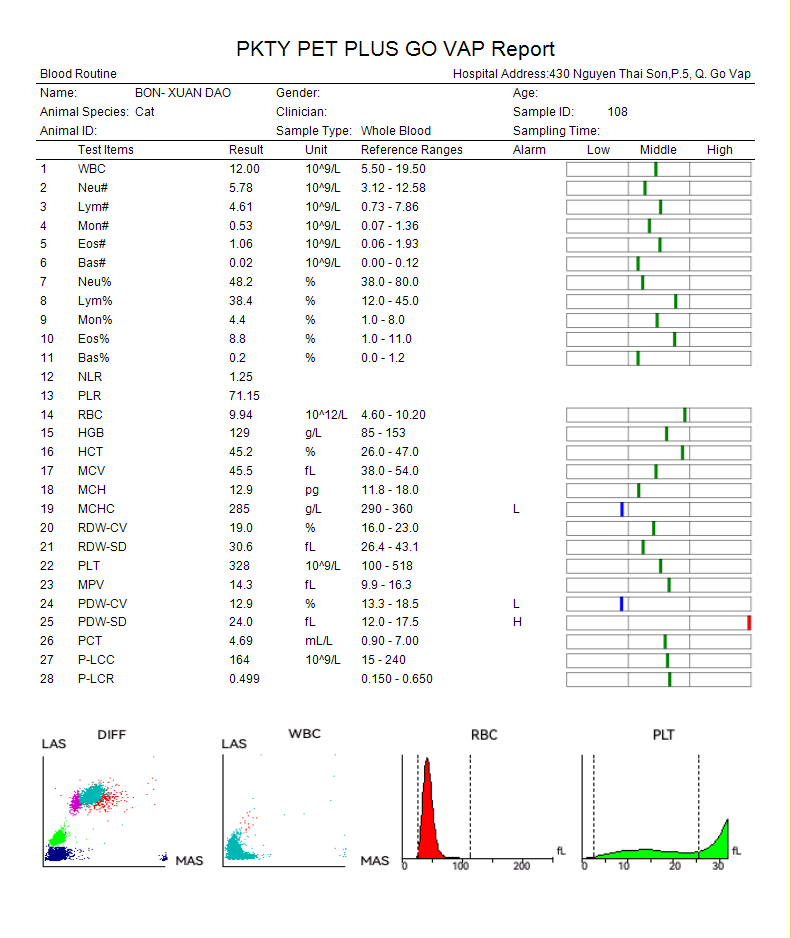 PKTY PET PLUS GO VAP Report
Blood Routine Hospital Address:430 Nguyen Thai Son,P.5, Q. Go Vap
Name: BON- XUAN DAO Gender: Age:
Animal Species: Cat Clinician: Sample ID: 108
Animal ID: Sample Type: Whole Blood Sampling Time:
Test Items Result Unit Reference Ranges Alarm Low Middle High
1 WBC 12.00 10^9/L 5.50 - 19.50
2 Neu# 5.78 10^9/L 3.12 - 12.58
3 Lym# 4.61 10^9/L 0.73 - 7.86
4 Mon# 0.53 10^9/L 0.07 - 1.36
5 Eos# 1.06 10^9/L 0.06 - 1.93
6 Bas# 0.02 10^9/L 0.00 - 0.12
7 Neu% 48.2 % 38.0 - 80.0
8 Lym% 38.4 % 12.0 - 45.0
9 Mon% 4.4 % 1.0 - 8.0
10 Eos% 8.8 % 1.0 - 11.0
11 Bas% 0.2 % 0.0 - 1.2
12 NLR 1.25
13 PLR 71.15
14 RBC 9.94 10^12/L 4.60 - 10.20
15 HGB 129 g/L 85 - 153
16 HCT 45.2 % 26.0 - 47.0
17 MCV 45.5 fL 38.0 - 54.0
18 MCH 12.9 pg 11.8 - 18.0
19 MCHC 285 g/L 290 - 360 L
20 RDW-CV 19.0 % 16.0 - 23.0
21 RDW-SD 30.6 fL 26.4 - 43.1
22 PLT 328 10^9/L 100 - 518
23 MPV 14.3 fL 9.9 - 16.3
24 PDW-CV 12.9 % 13.3 - 18.5 L
25 PDW-SD 24.0 fL 12.0 - 17.5 H
26 PCT 4.69 mL/L 0.90 - 7.00
27 P-LCC 164 10^9/L 15 - 240
28 P-LCR 0.499 0.150 - 0.650
DIFF WBC RBC PLT
LAS LAS
MAS MAS fL fL
0 100 200 0 10 20 30